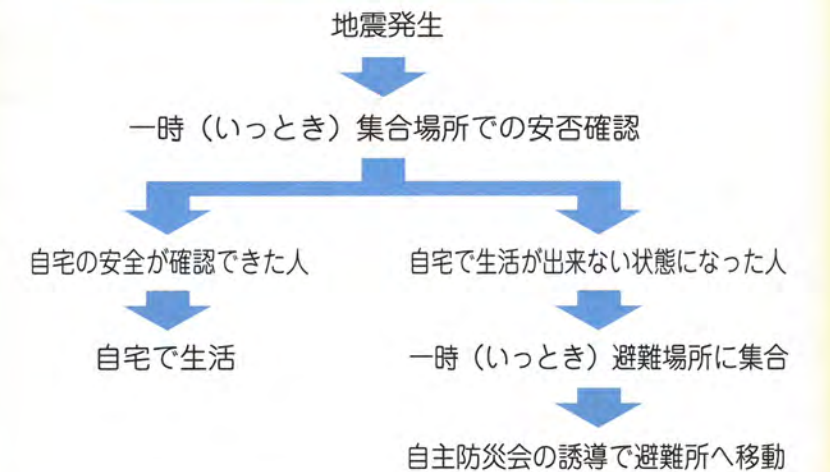 地震発生
一時（いっとき）集合場所での安否確認
自宅の安全が確認できた人
自宅で生活が出来ない状態になった人
自宅で生活
一時（いっとき）避難場所に集合
自主防災会の誘導で避難所へ移動